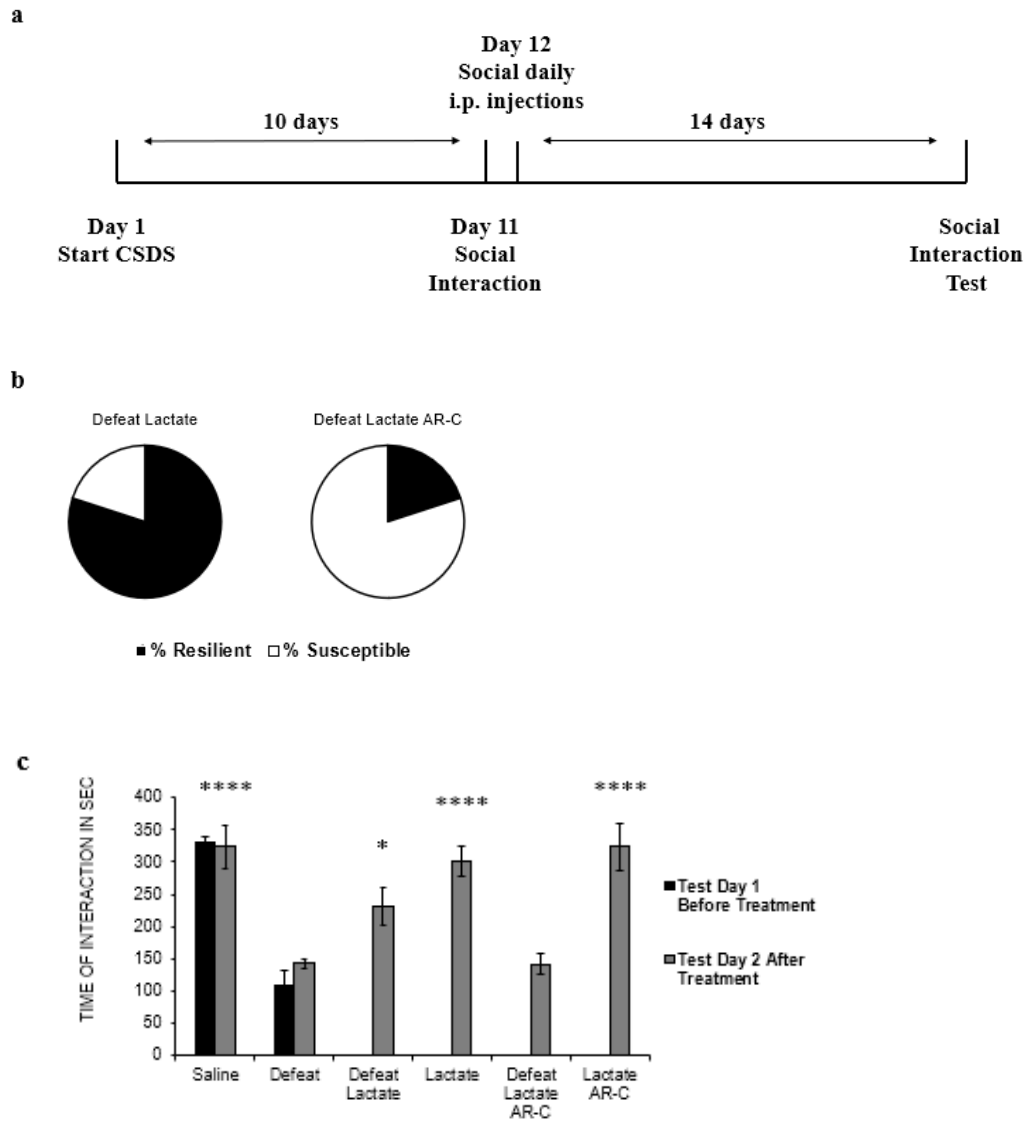 a
Day 12
Social daily
i.p. injections
10 days
14 days
Day 1
Start CSDS
Day 11
Social
Interaction
Social
Interaction
Test
b
Defeat Lactate
Defeat Lactate AR-C
% Resilient
% Susceptible
c
TIME OF INTERACTION IN SEC
400
350
300
250
200
150
100
50
0
****
*
****
****
Saline
Defeat
Defeat
Lactate
Lactate
Defeat
Lactate
AR-C
Lactate
AR-C
Test Day 1
Before Treatment
Test Day 2 After
Treatment